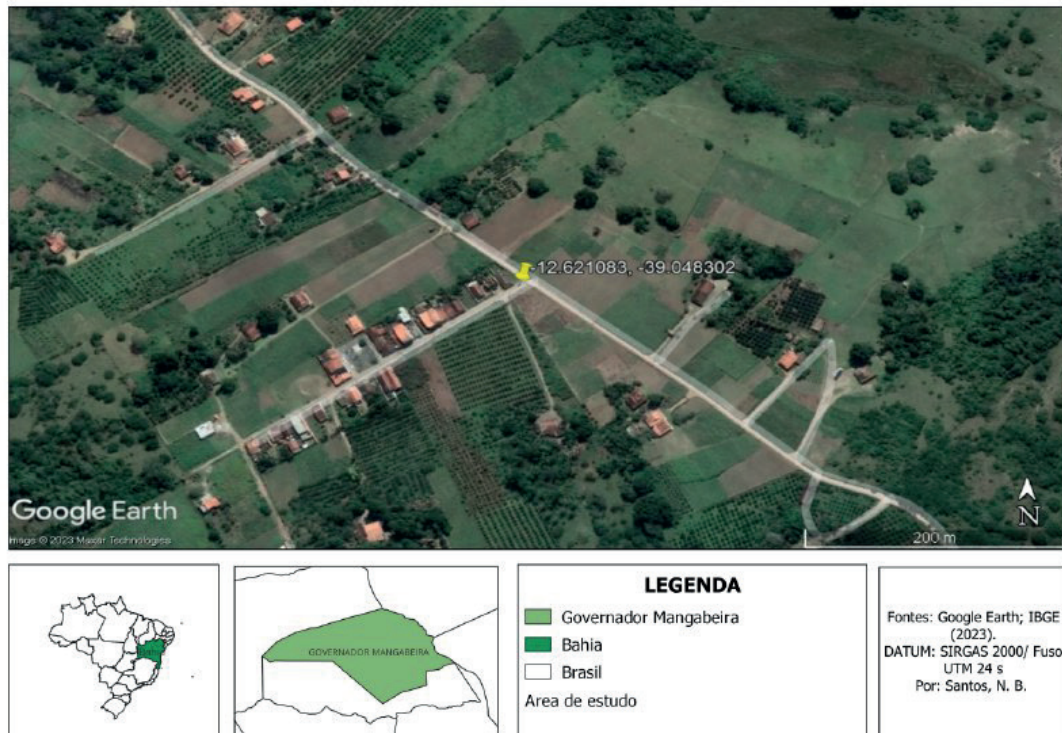 -12.621083, -39.048302
Google Earth
Image © 2023 Maxar Technologies
N
200 m
Bahia
GOVERNADOR MANGABEIRA
LEGENDA
Governador Mangabeira
Bahia
Brasil
Area de estudo
Fontes: Google Earth; IBGE
(2023).
DATUM: SIRGAS 2000/ Fuso
UTM 24 s
Por: Santos, N. B.